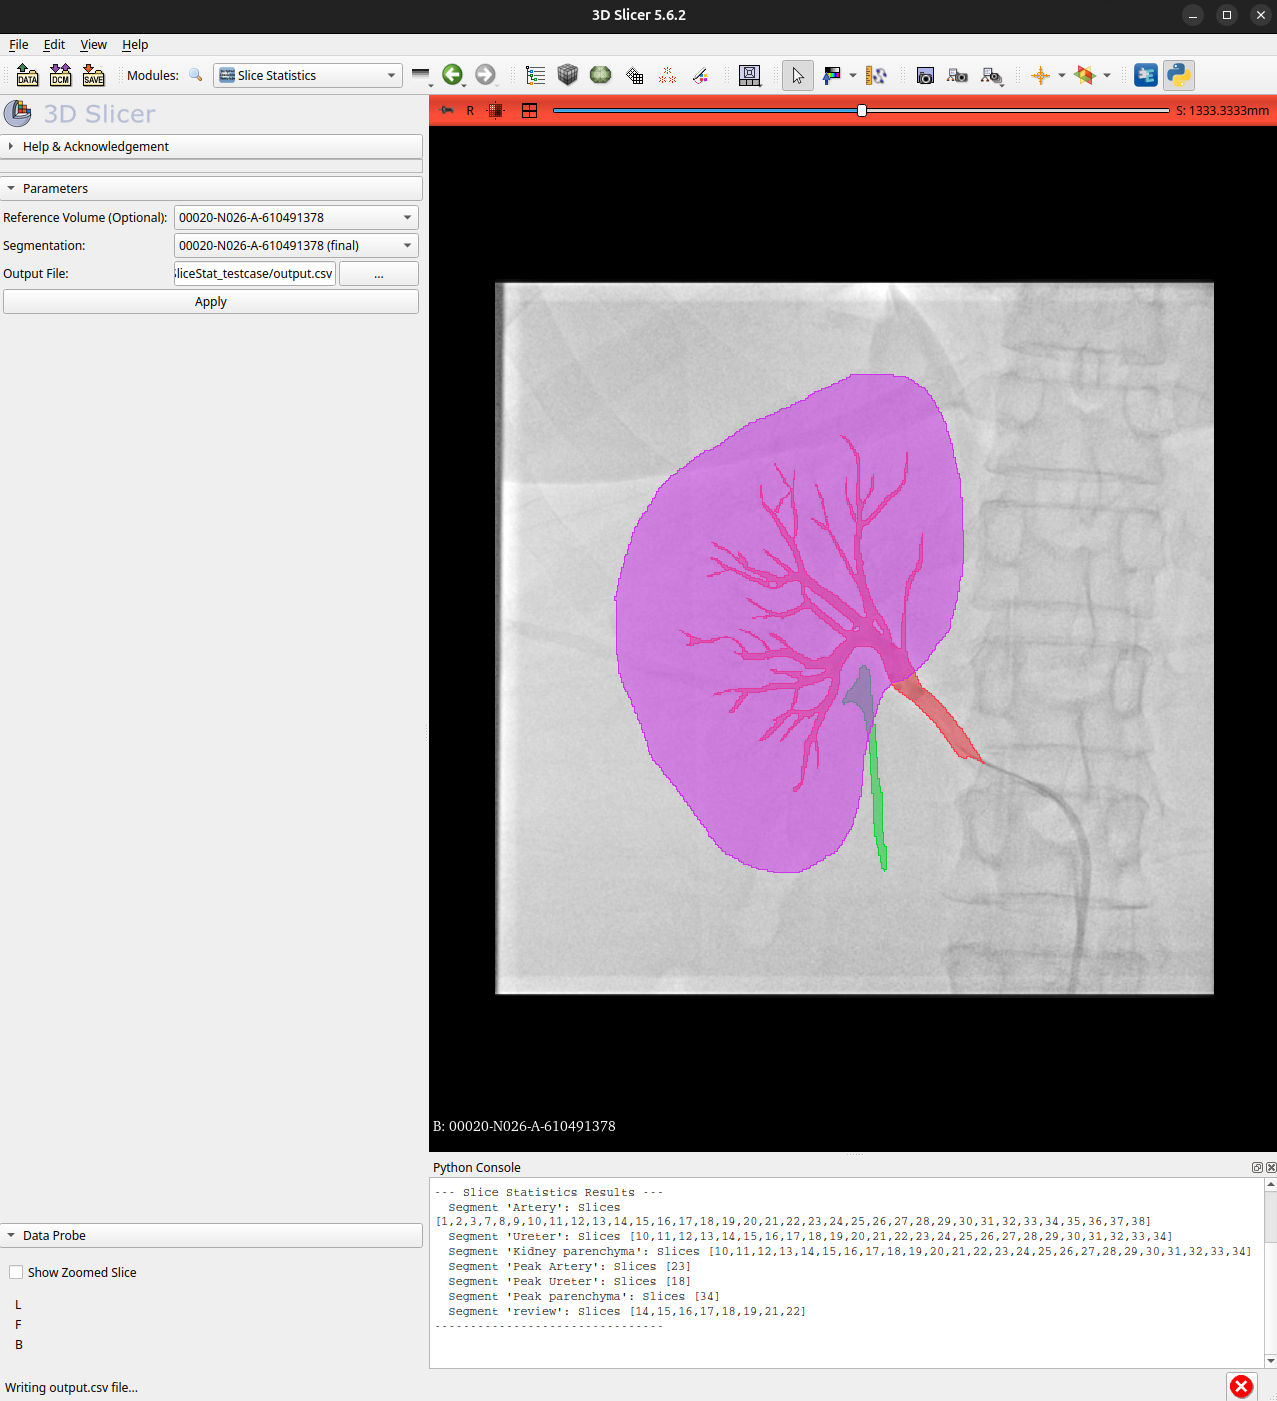 3D Slicer 5.6.2
File Edit View Help
DATA DCM SAVE Modules: Slice Statistics
3D Slicer
R S: 1333.3333mm
Help & Acknowledgement
Parameters
Reference Volume (Optional): 00020-N026-A-610491378
Segmentation: 00020-N026-A-610491378 (final)
Output File: SliceStat_testcase/output.csv ...
Apply
B: 00020-N026-A-610491378
Python Console
--- Slice Statistics Results ---
Segment 'Artery': Slices
[1,2,3,7,8,9,10,11,12,13,14,15,16,17,18,19,20,21,22,23,24,25,26,27,28,29,30,31,32,33,34,35,36,37,38]
Segment 'Ureter': Slices [10,11,12,13,14,15,16,17,18,19,20,21,22,23,24,25,26,27,28,29,30,31,32,33,34]
Segment 'Kidney parenchyma': Slices [10,11,12,13,14,15,16,17,18,19,20,21,22,23,24,25,26,27,28,29,30,31,32,33,34]
Segment 'Peak Artery': Slices [23]
Segment 'Peak Ureter': Slices [18]
Segment 'Peak parenchyma': Slices [34]
Segment 'review': Slices [14,15,16,17,18,19,21,22]
--------------------------------
Data Probe
Show Zoomed Slice
L
F
B
Writing output.csv file...